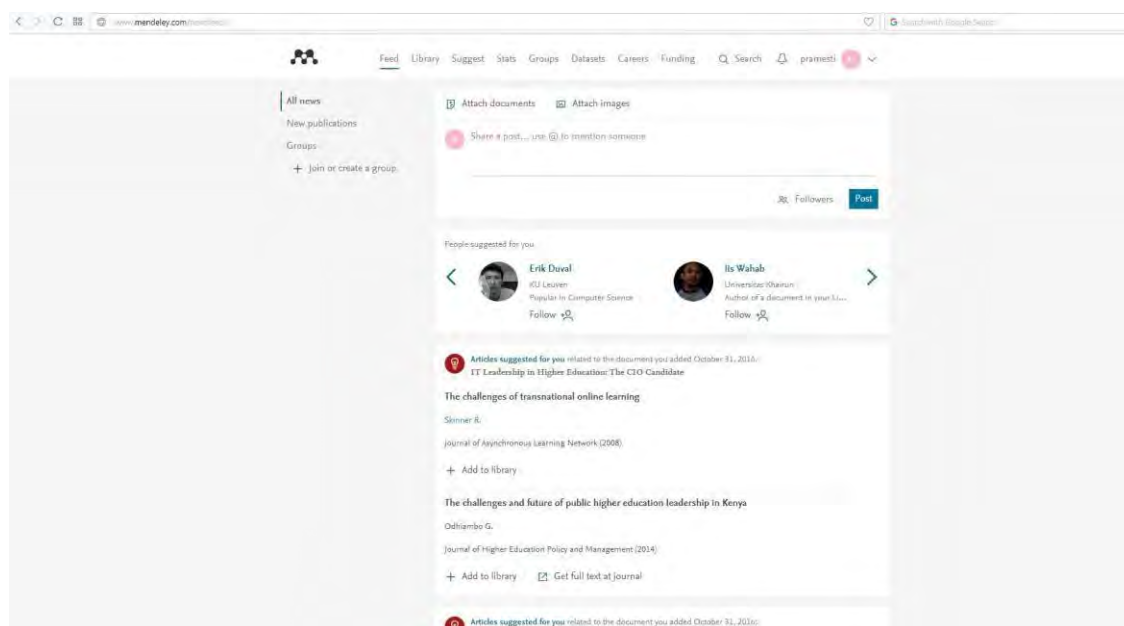 mendeley.com
Search with Google Search
Feed Library Suggest Stats Groups Datasets Careers Funding Search pramesti
All news
New publications
Groups
+ Join or create a group
Attach documents Attach images
Share a post... use @ to mention someone
Followers Post
People suggested for you
Erik Duval
KU Leuven
Popular in Computer Science
Follow
Iis Wahab
Universitas Khairun
Author of a document in your Li...
Follow
Articles suggested for you related to the document you added October 31, 2016:
IT Leadership in Higher Education: The CIO Candidate
The challenges of transnational online learning
Skinner R.
Journal of Asynchronous Learning Network (2008)
+ Add to library
The challenges and future of public higher education leadership in Kenya
Odhiambo G.
Journal of Higher Education Policy and Management (2014)
+ Add to library Get full text at journal
Articles suggested for you related to the document you added October 31, 2016: